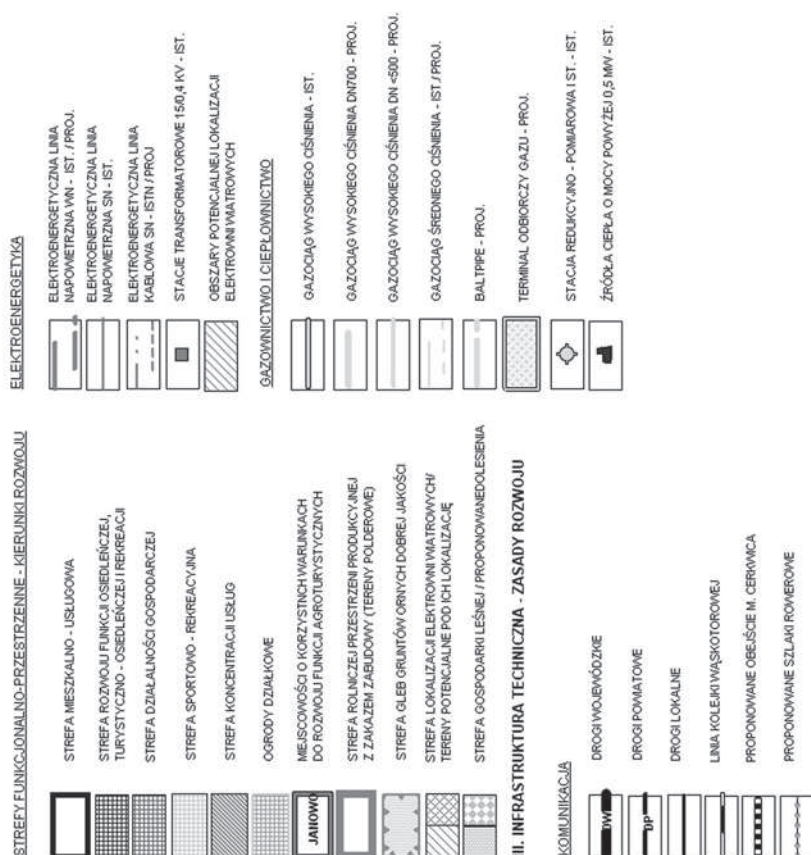 STREFY FUNKCJONALNO-PRZESTRZENNE - KIERUNKI ROZWOJU
STREFA MIESZKALNO - USŁUGOWA
STREFA ROZWOJU FUNKCJI OSIEDLEŃCZEJ,
TURYSTYCZNO - OSIEDLEŃCZEJ I REKREACJI
STREFA DZIAŁALNOŚCI GOSPODARCZEJ
STREFA SPORTOWO - REKREACYJNA
STREFA KONCENTRACJI USŁUG
OGRODY DZIAŁKOWE
JANOWO
MIEJSCOWOŚCI O KORZYSTNCH WARUNKACH
DO ROZWOJU FUNKCJI AGROTURYSTYCZNYCH
STREFA ROLNICZEJ PRZESTRZENI PRODUKCYJNEJ
Z ZAKAZEM ZABUDOWY (TERENY POLDEROWE)
STREFA GLEB GRUNTÓW ORNYCH DOBREJ JAKOŚCI
STREFA LOKALIZACJI ELEKTROWNI WIATROWYCH/
TERENY POTENCJALNE POD ICH LOKALIZACJĘ
STREFA GOSPODARKI LEŚNEJ / PROPONOWANEDOLESIENIA
II. INFRASTRUKTURA TECHNICZNA - ZASADY ROZWOJU
KOMUNIKACJA
DW
DROGI WOJEWÓDZKIE
DP
DROGI POWIATOWE
DROGI LOKALNE
LINIA KOLEJKI WĄSKOTOROWEJ
PROPONOWANE OBEJŚCIE M. CERKWICA
PROPONOWANE SZLAKI ROWEROWE
ELEKTROENERGETYKA
ELEKTROENERGETYCZNA LINIA
NAPOWIETRZNA WN - IST. / PROJ.
ELEKTROENERGETYCZNA LINIA
NAPOWIETRZNA SN - IST.
ELEKTROENERGETYCZNA LINIA
KABLOWA SN - ISTN / PROJ
STACJE TRANSFORMATOROWE 15/0,4 KV - IST.
OBSZARY POTENCJALNEJ LOKALIZACJI
ELEKTROWNI WIATROWYCH
GAZOWNICTWO I CIEPŁOWNICTWO
GAZOCIĄG WYSOKIEGO CIŚNIENIA - IST.
GAZOCIĄG WYSOKIEGO CIŚNIENIA DN700 - PROJ.
GAZOCIĄG WYSOKIEGO CIŚNIENIA DN <500 - PROJ.
GAZOCIĄG ŚREDNIEGO CIŚNIENIA - IST / PROJ.
BALTPIPE - PROJ.
TERMINAL ODBIORCZY GAZU - PROJ.
STACJA REDUKCYJNO - POMIAROWA I ST. - IST.
ŹRÓDŁA CIEPŁA O MOCY POWYŻEJ 0,5 MW - IST.